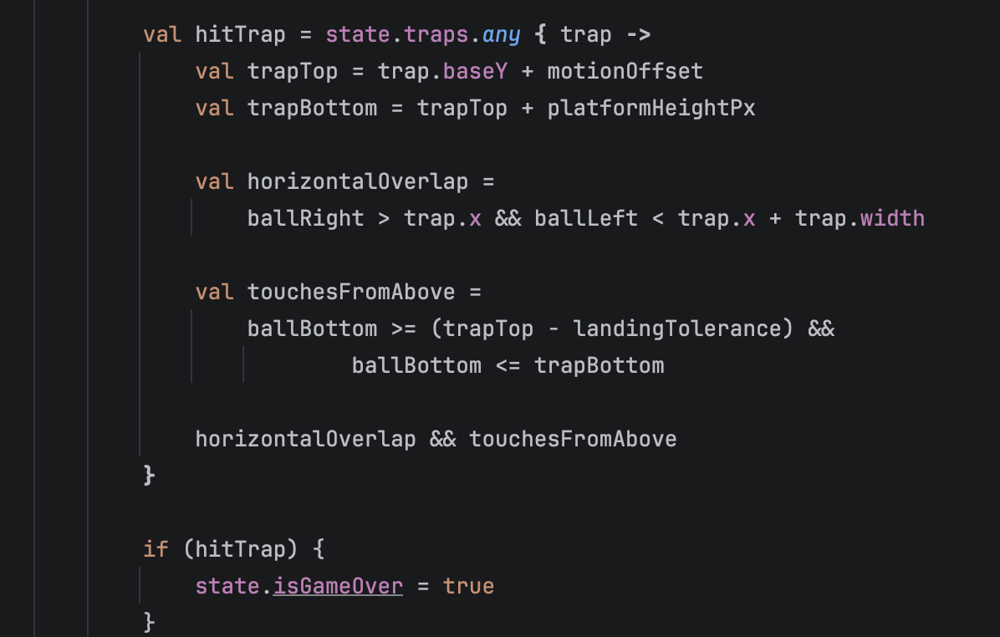 val hitTrap = state.traps.any { trap ->
val trapTop = trap.baseY + motionOffset
val trapBottom = trapTop + platformHeightPx
val horizontalOverlap =
ballRight > trap.x && ballLeft < trap.x + trap.width
val touchesFromAbove =
ballBottom >= (trapTop - landingTolerance) &&
ballBottom <= trapBottom
horizontalOverlap && touchesFromAbove
}
if (hitTrap) {
state.isGameOver = true
}